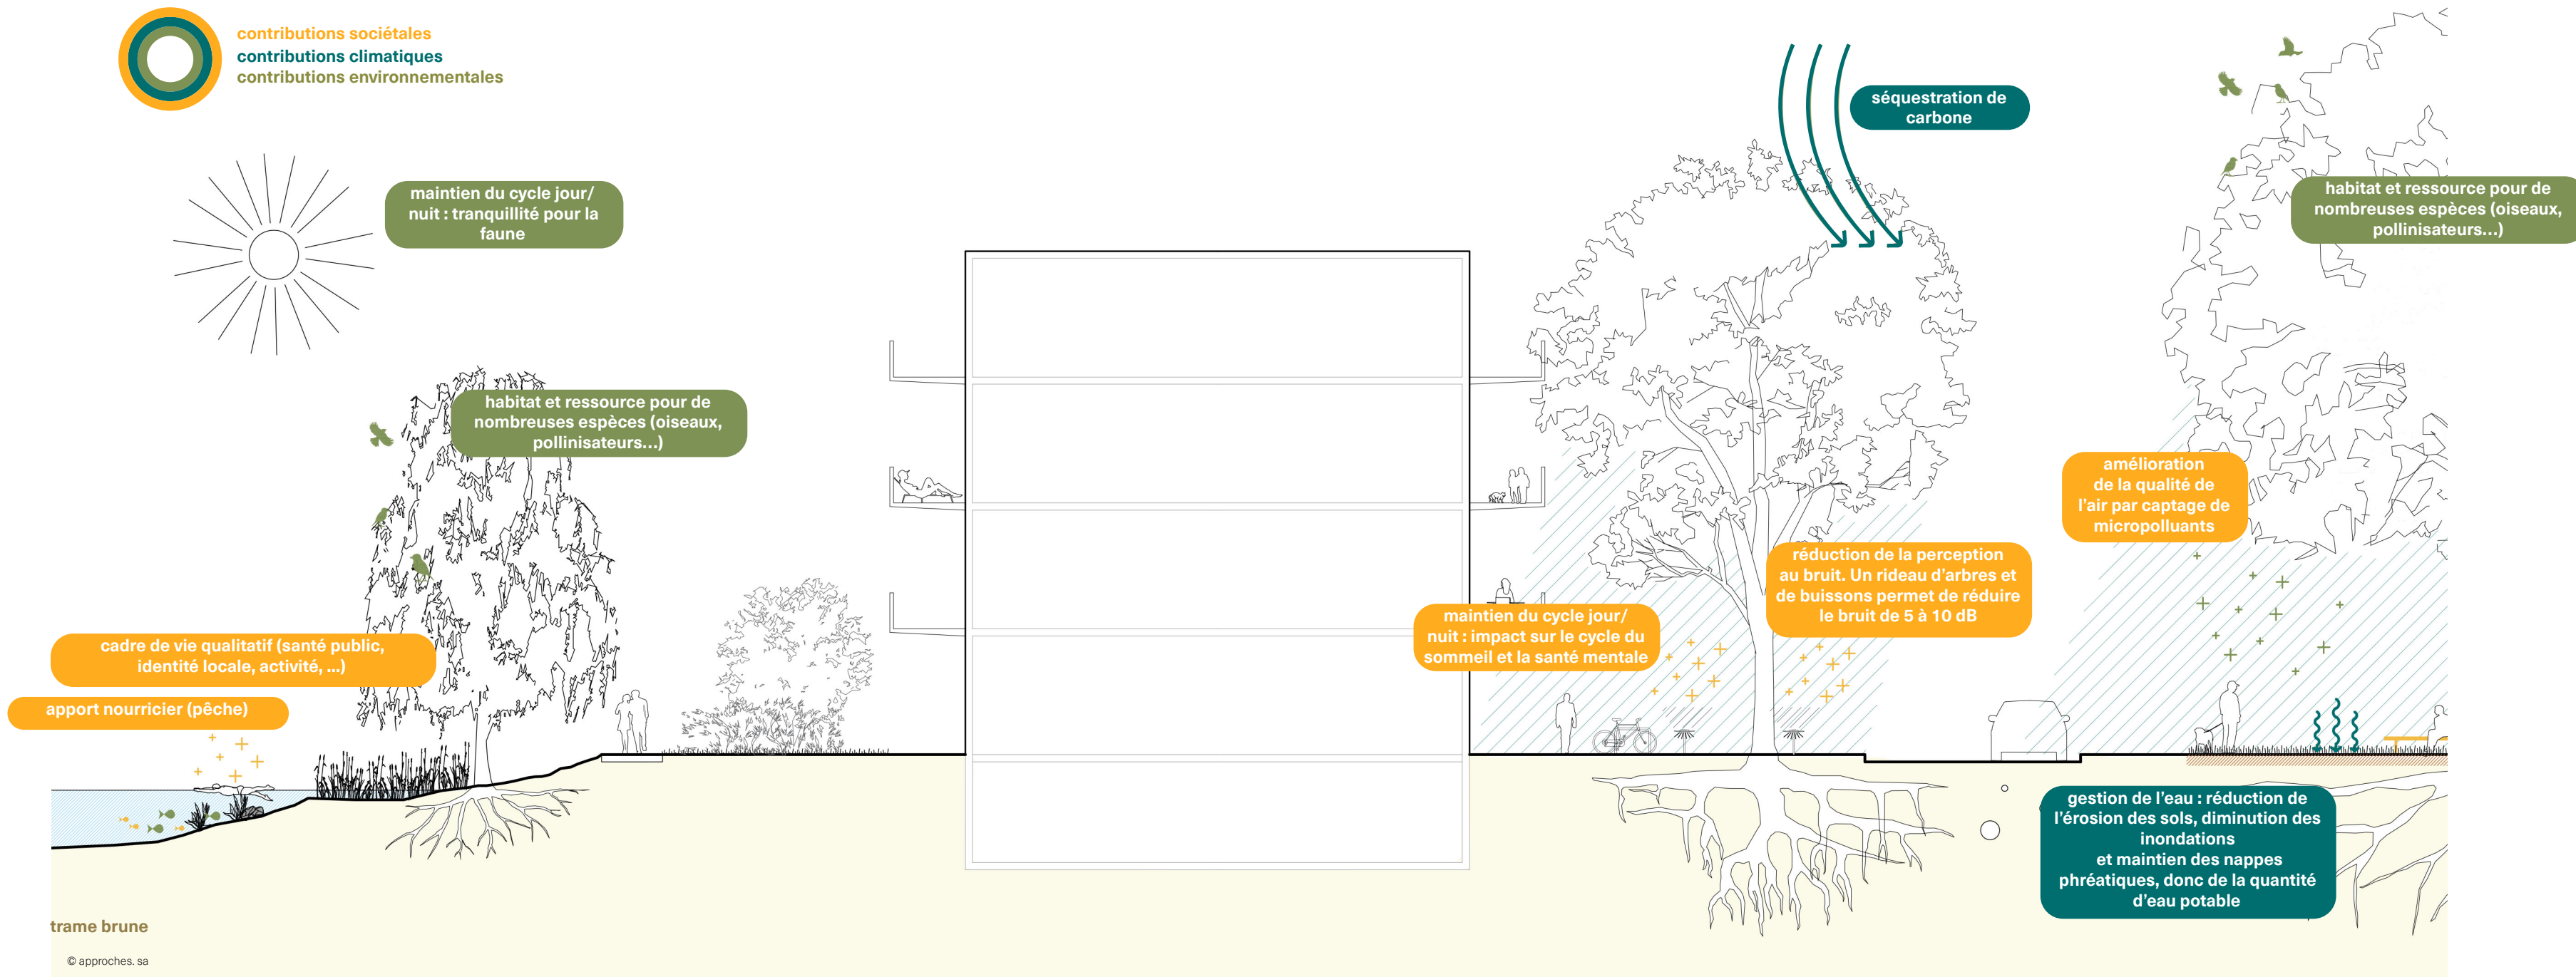 contributions sociétales
contributions climatiques
contributions environnementales
séquestration de
carbone
maintien du cycle jour/
nuit : tranquillité pour la
faune
habitat et ressource pour de
nombreuses espèces (oiseaux,
pollinisateurs...)
habitat et ressource pour de
nombreuses espèces (oiseaux,
pollinisateurs...)
amélioration
de la qualité de
l'air par captage de
micropolluants
réduction de la perception
au bruit. Un rideau d'arbres et
de buissons permet de réduire
le bruit de 5 à 10 dB
maintien du cycle jour/
nuit : impact sur le cycle du
sommeil et la santé mentale
cadre de vie qualitatif (santé public,
identité locale, activité, ...)
apport nourricier (pêche)
gestion de l'eau : réduction de
l'érosion des sols, diminution des
inondations
et maintien des nappes
phréatiques, donc de la quantité
d'eau potable
trame brune
© approches. sa